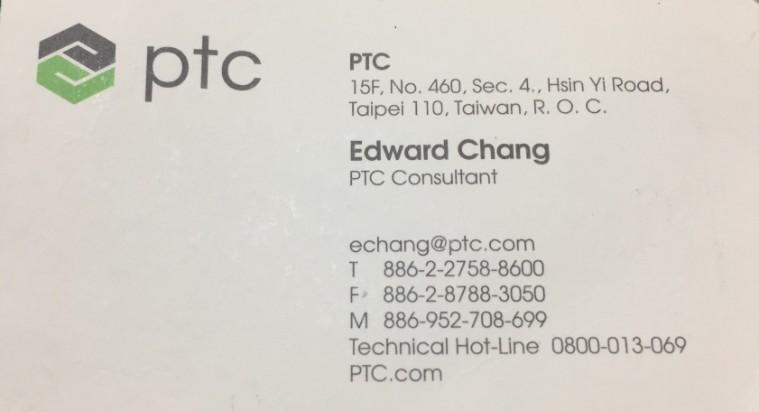 ptc
PTC
15F, No. 460, Sec. 4., Hsin Yi Road,
Taipei 110, Taiwan, R. O. C.
Edward Chang
PTC Consultant
echang@ptc.com
T 886-2-2758-8600
F 886-2-8788-3050
M 886-952-708-699
Technical Hot-Line 0800-013-069
PTC.com